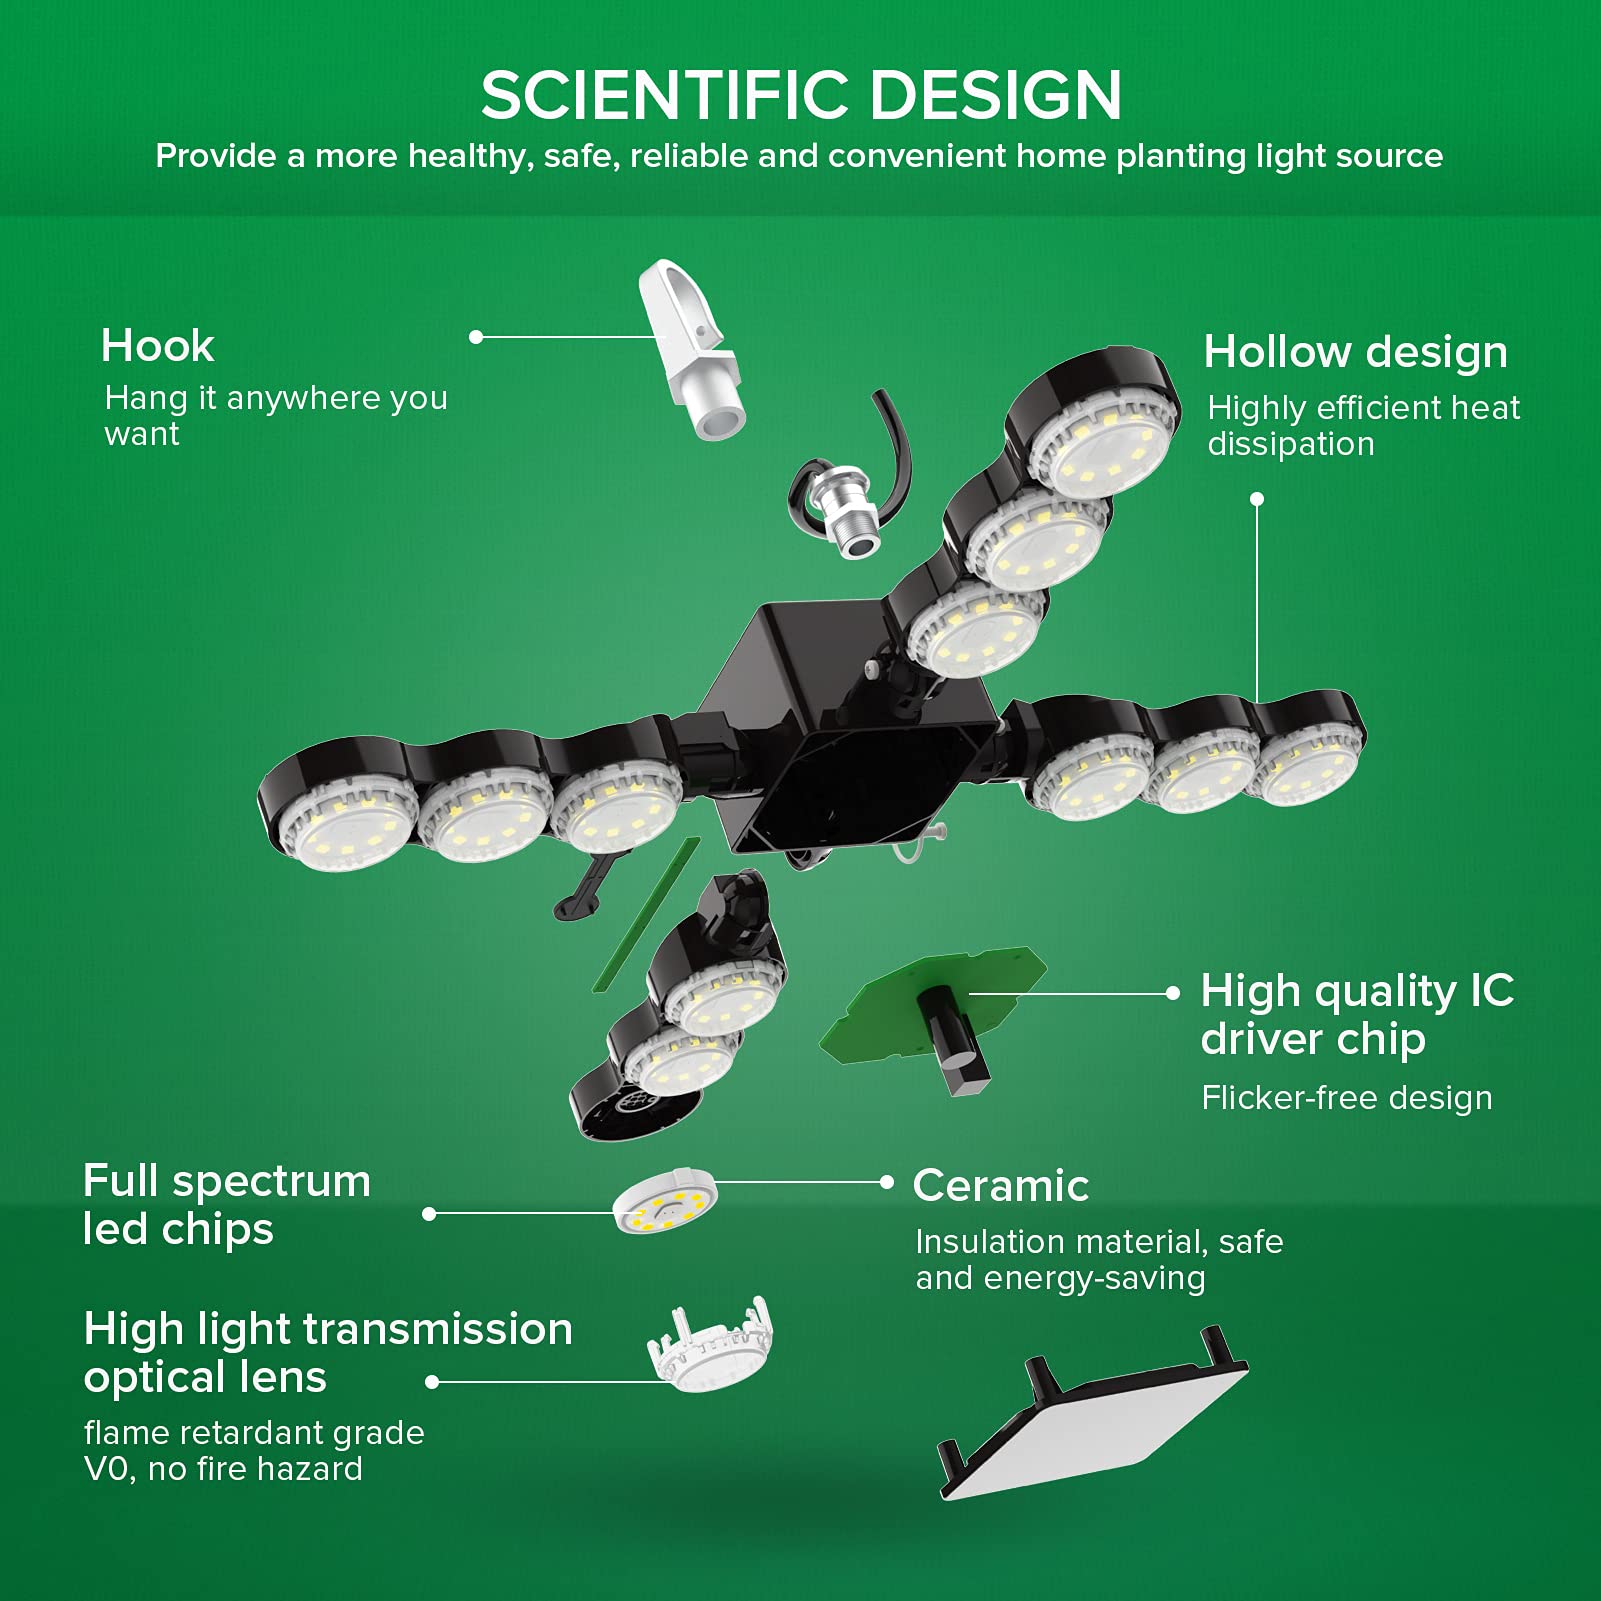 SCIENTIFIC DESIGN
Provide a more healthy, safe, reliable and convenient home planting light source
Hook
Hang it anywhere you
want
Hollow design
Highly efficient heat
dissipation
High quality IC
driver chip
Flicker-free design
Full spectrum
led chips
Ceramic
Insulation material, safe
and energy-saving
High light transmission
optical lens
flame retardant grade
V0, no fire hazard